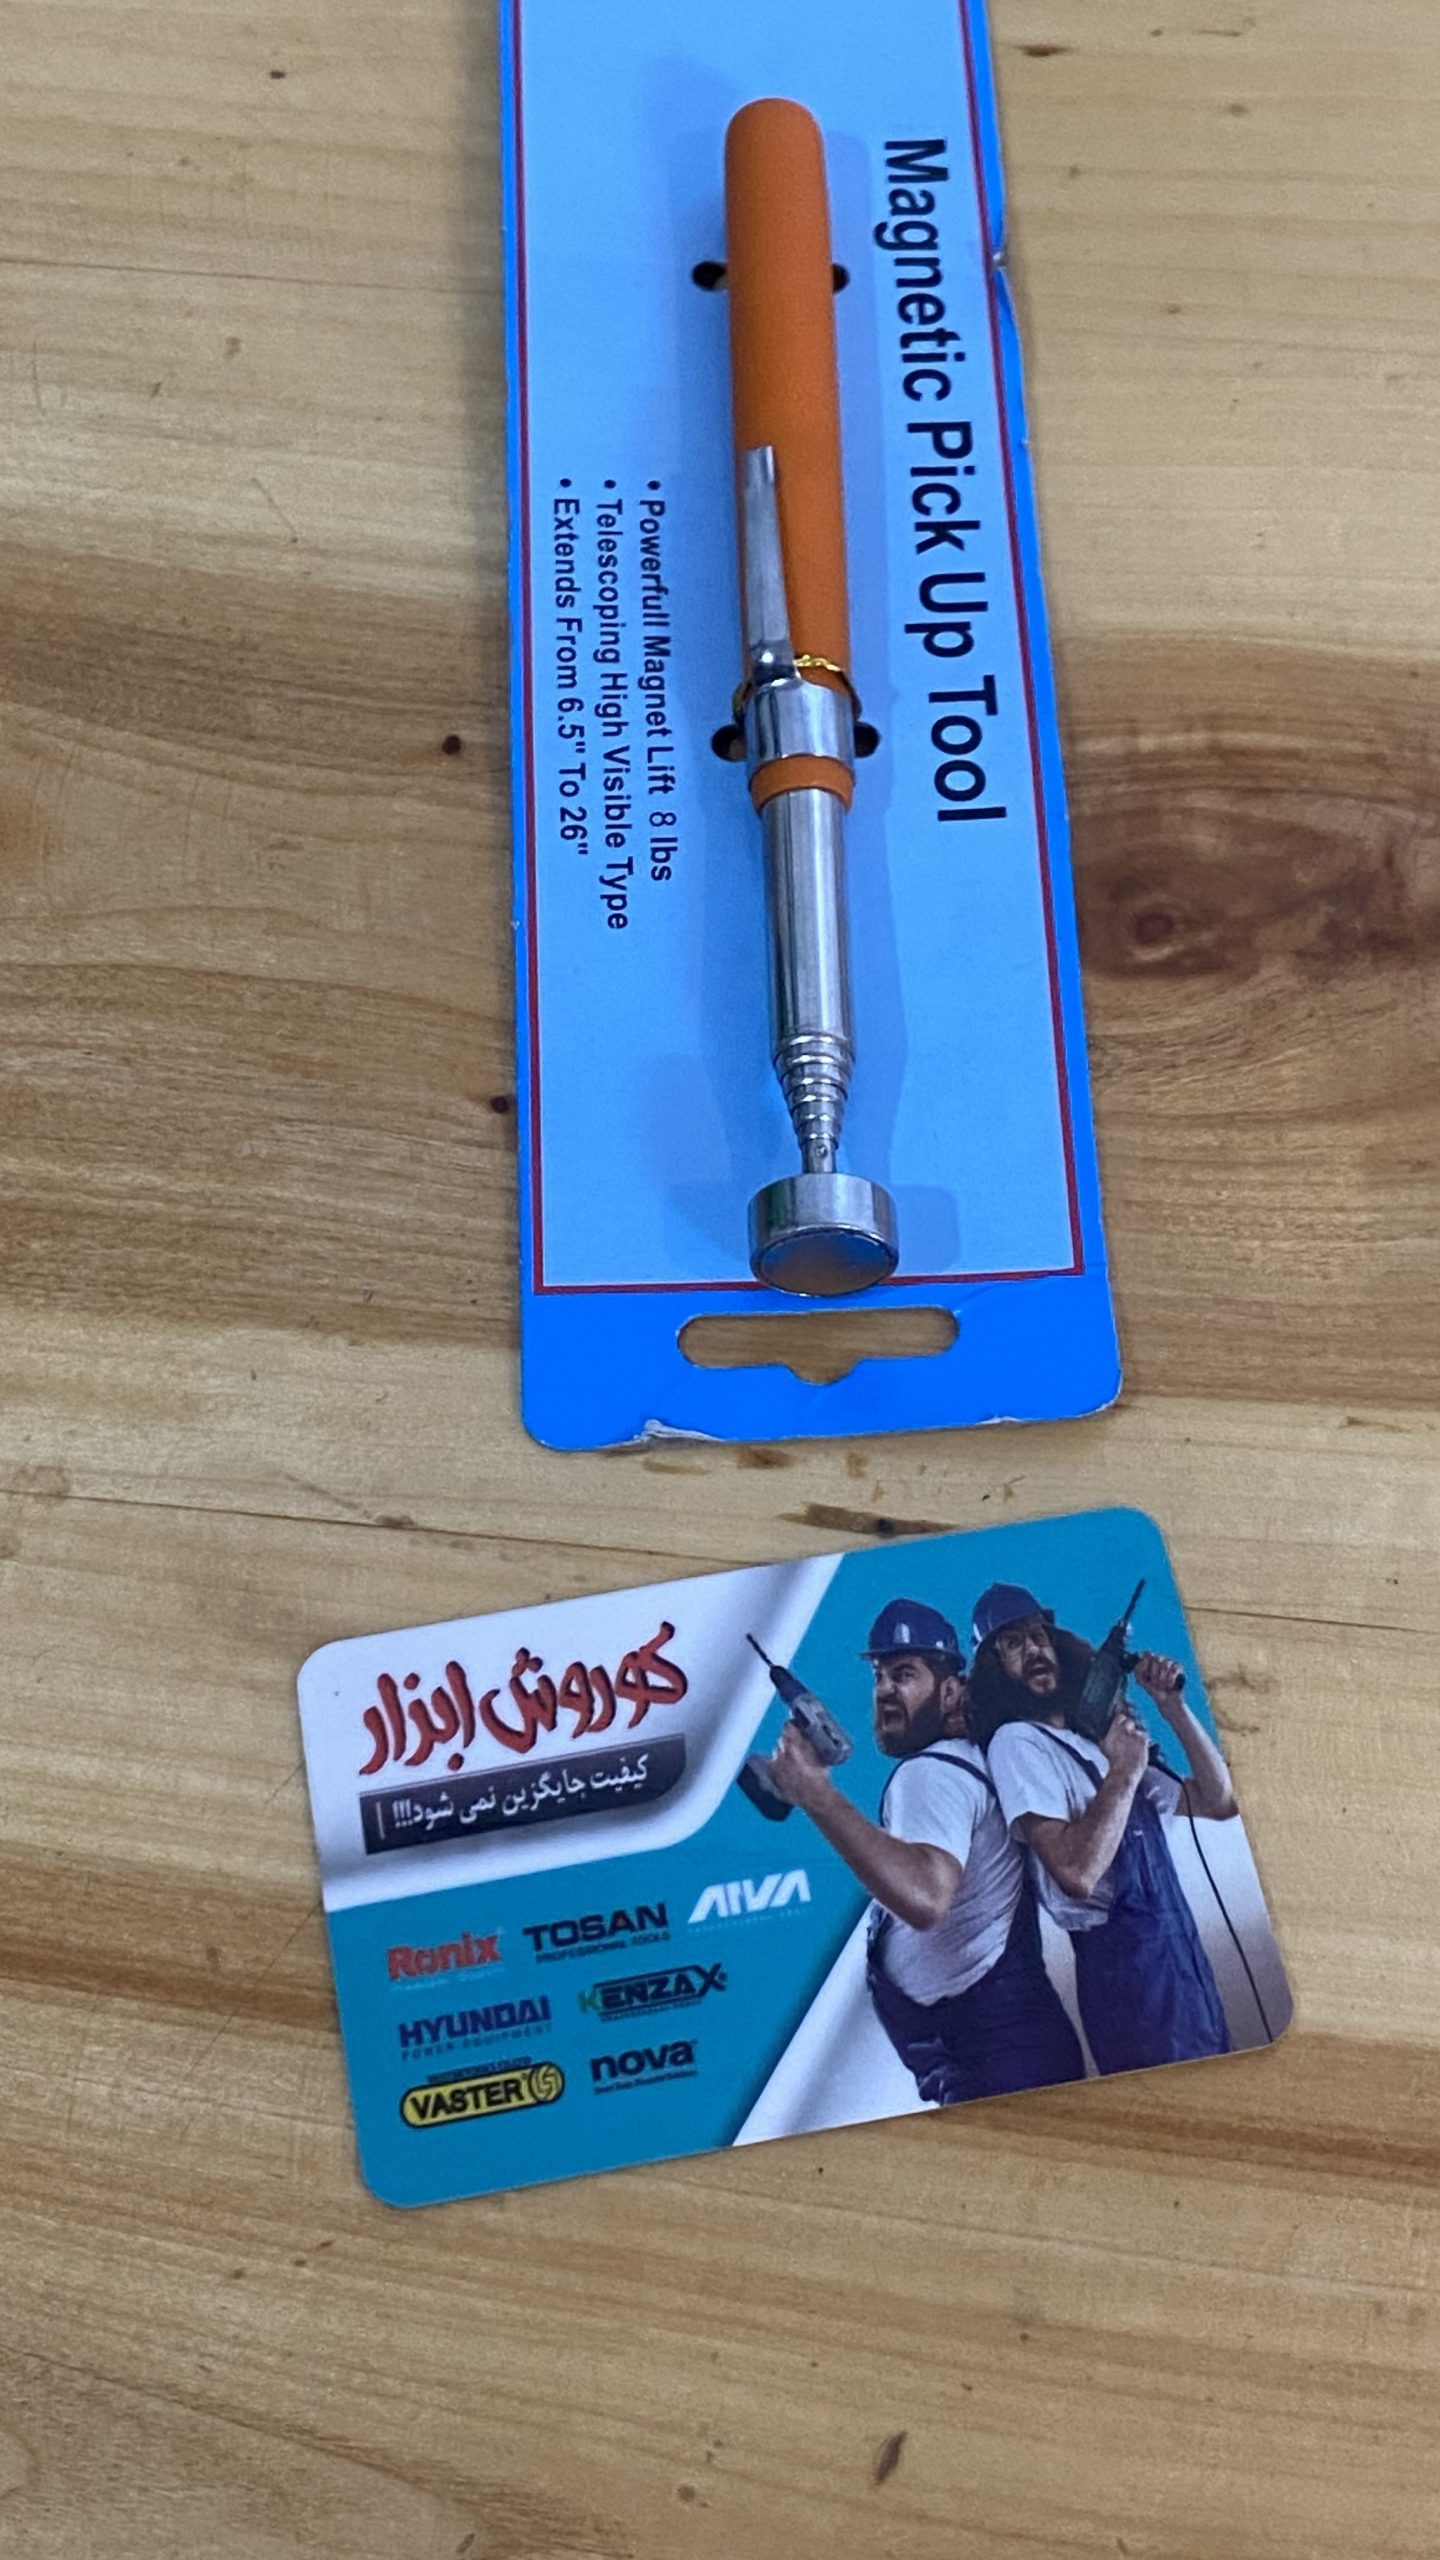 Magnetic Pick Up Tool
• Powerfull Magnet Lift 8 lbs
• Telescoping High Visible Type
• Extends From 6.5" To 26"
کوروش ابزار
کیفیت جایگزین نمی شود!!!
Ronix
TOSAN
PROFESSIONAL TOOLS
AIVA
HYUNDAI
POWER EQUIPMENT
KENZAX
VASTER
nova